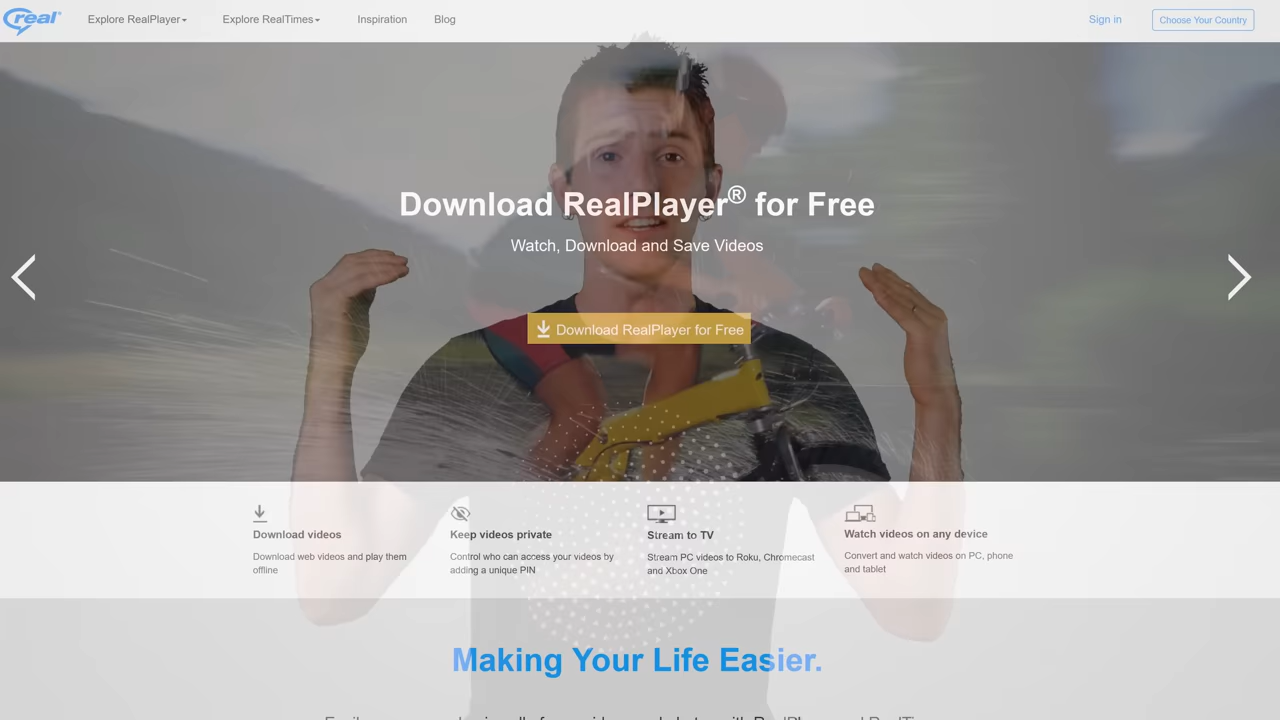 real®
Explore RealPlayer
Explore RealTimes
Inspiration
Blog
Sign in
Choose Your Country
Download RealPlayer® for Free
Watch, Download and Save Videos
Download RealPlayer for Free
Download videos
Download web videos and play them
offline
Keep videos private
Control who can access your videos by
adding a unique PIN
Stream to TV
Stream PC videos to Roku, Chromecast
and Xbox One
Watch videos on any device
Convert and watch videos on PC, phone
and tablet
Making Your Life Easier.